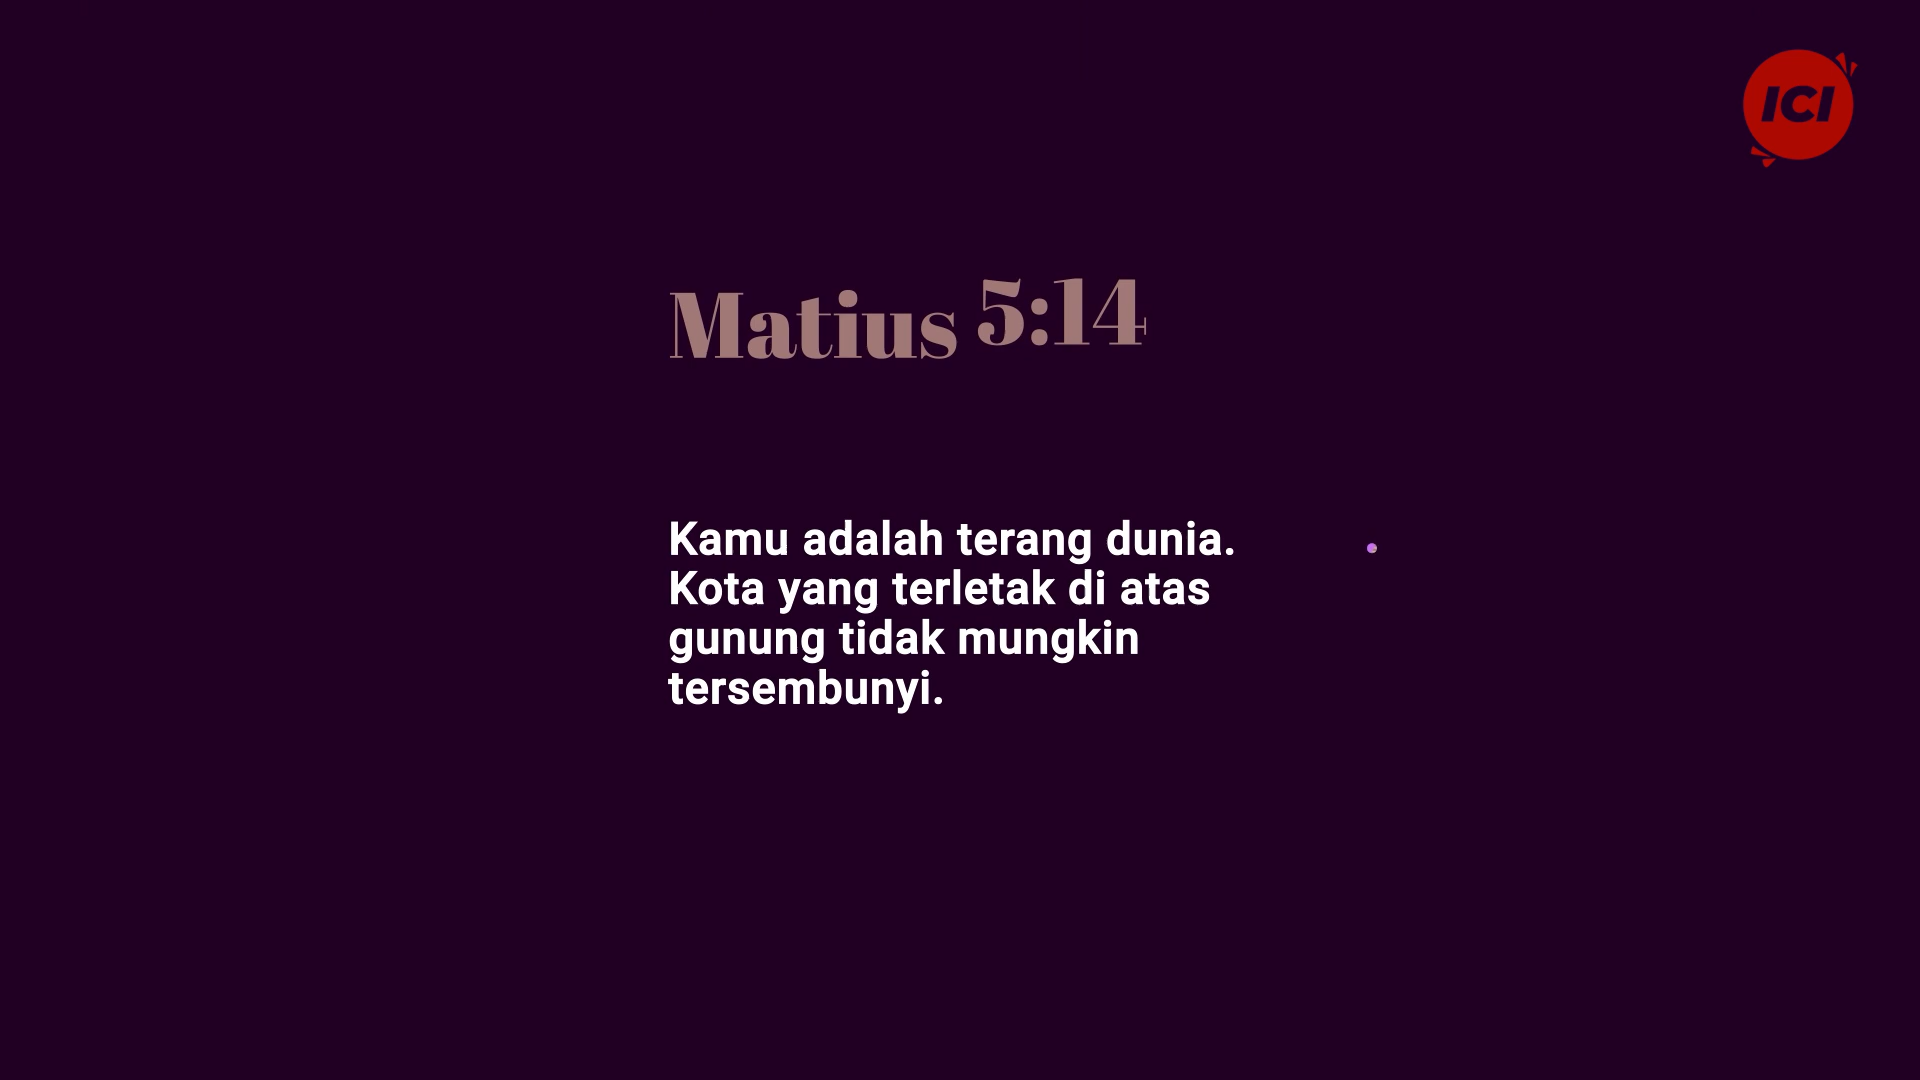 ICI
Matius 5:14
Kamu adalah terang dunia.
Kota yang terletak di atas
gunung tidak mungkin
tersembunyi.